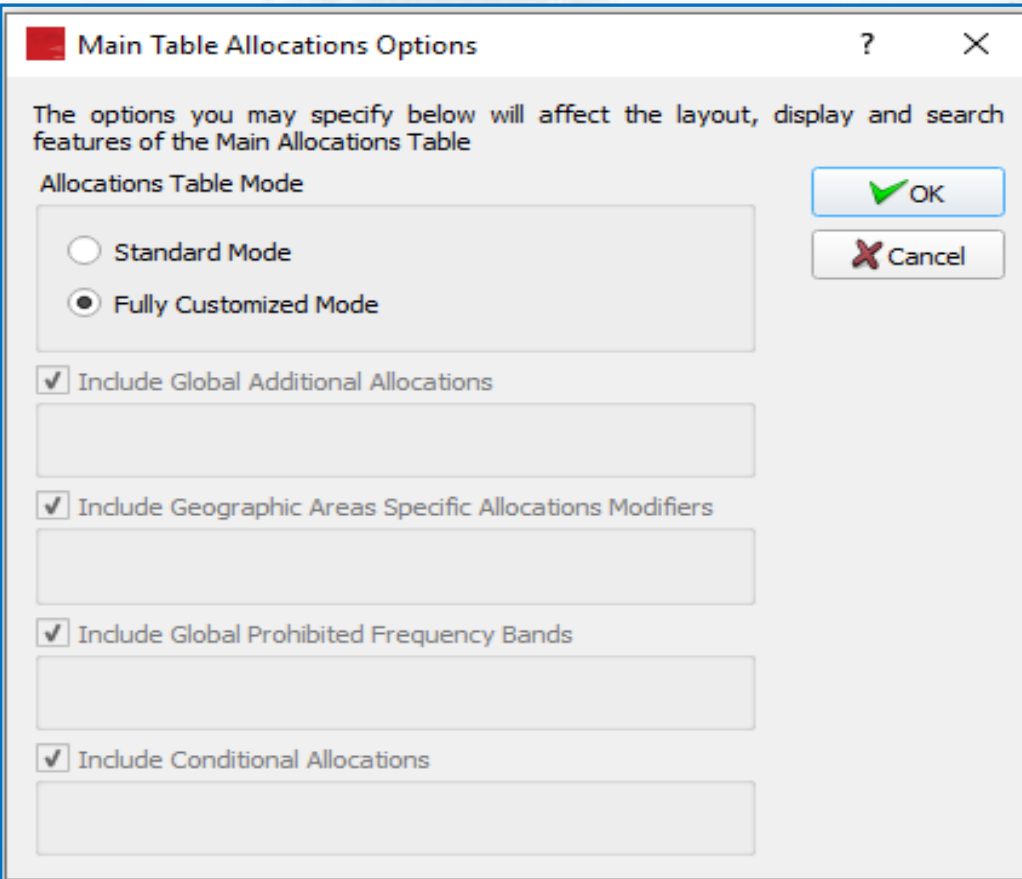 Main Table Allocations Options
?
The options you may specify below will affect the layout, display and search
features of the Main Allocations Table
Allocations Table Mode
OK
Standard Mode
Cancel
Fully Customized Mode
Include Global Additional Allocations
Include Geographic Areas Specific Allocations Modifiers
Include Global Prohibited Frequency Bands
Include Conditional Allocations